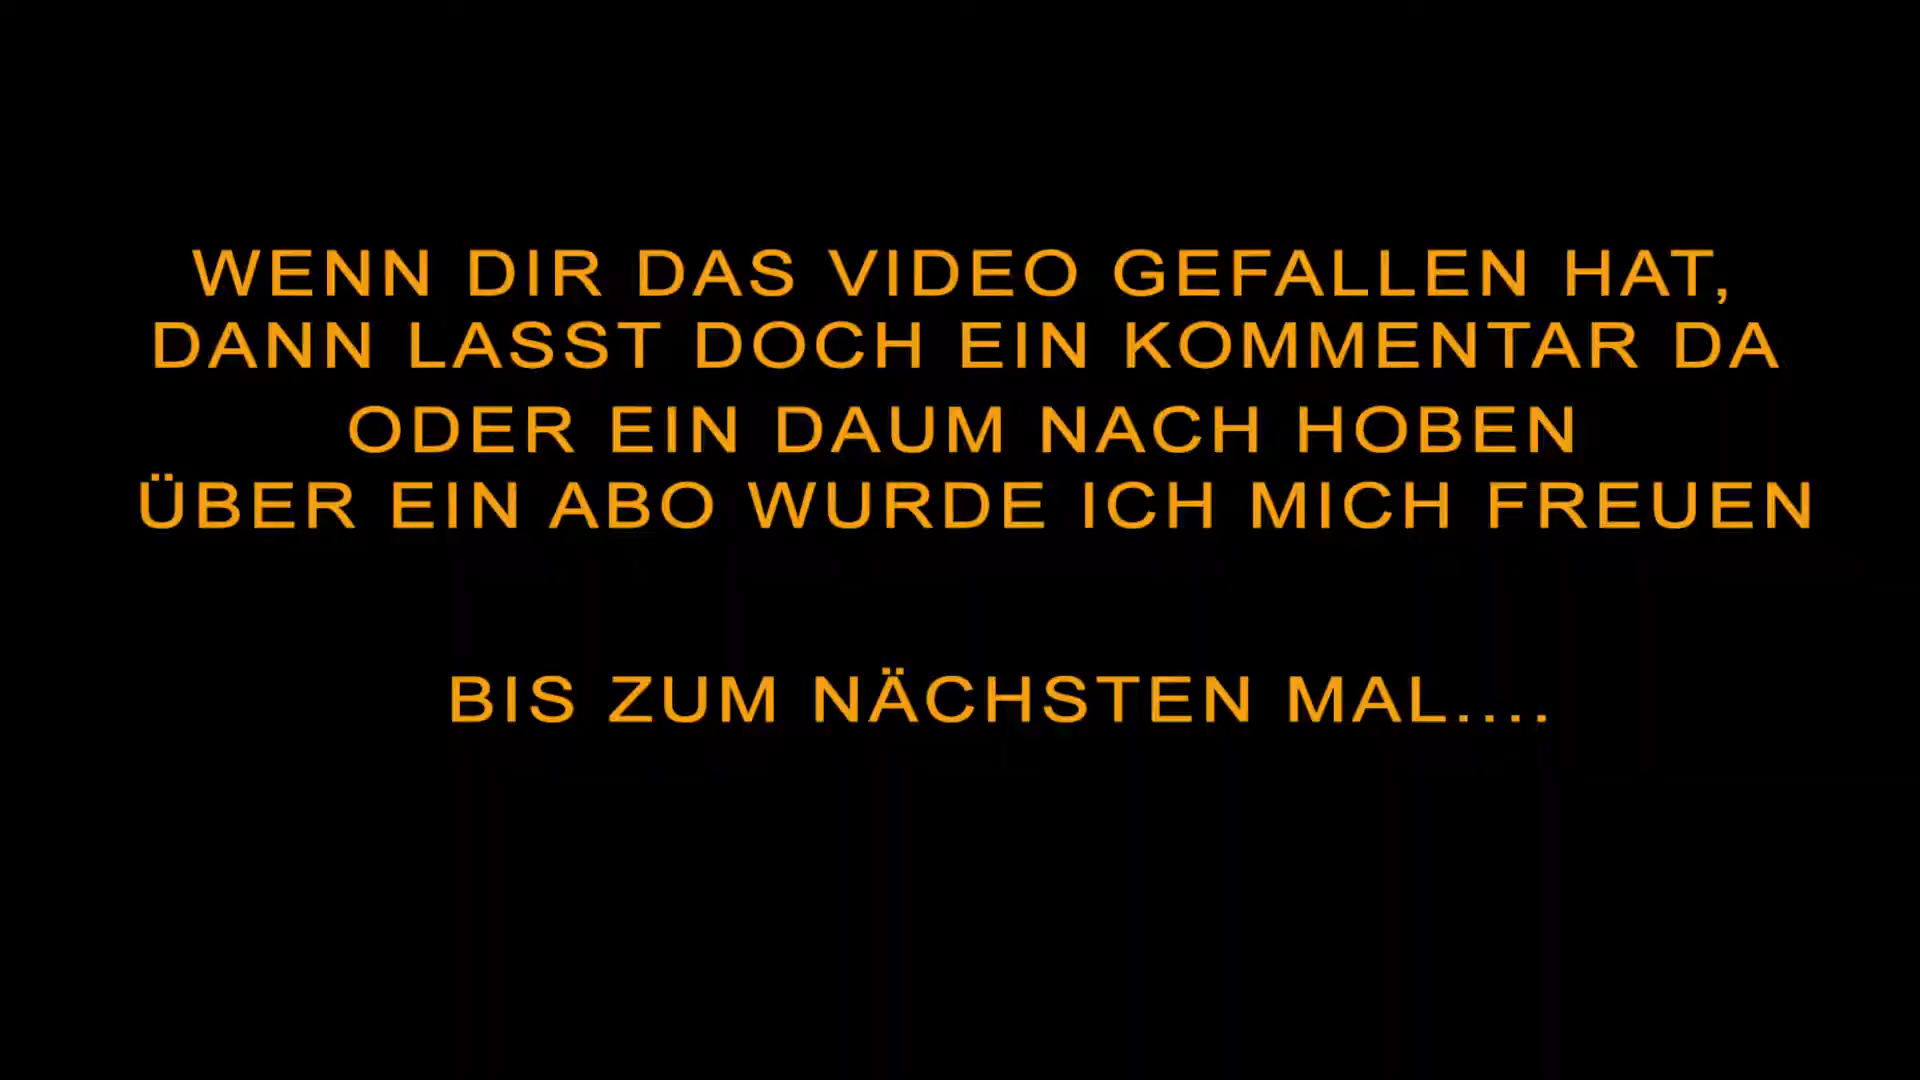 WENN DIR DAS VIDEO GEFALLEN HAT,
DANN LASST DOCH EIN KOMMENTAR DA
ODER EIN DAUM NACH HOBEN
ÜBER EIN ABO WURDE ICH MICH FREUEN
BIS ZUM NÄCHSTEN MAL....